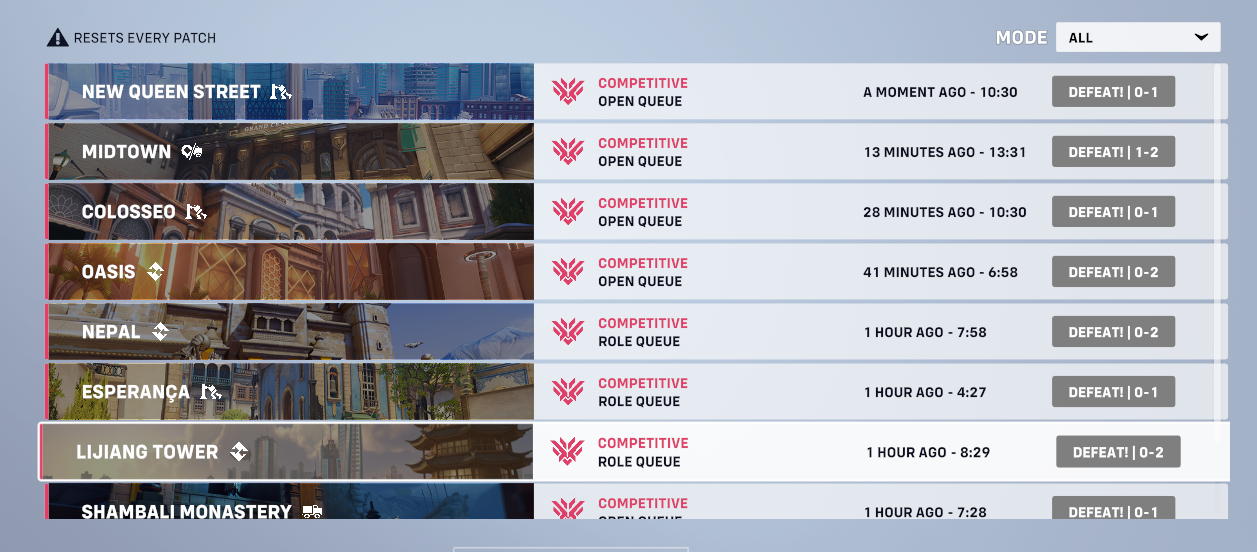 RESETS EVERY PATCH
MODE ALL
NEW QUEEN STREET COMPETITIVE
OPEN QUEUE A MOMENT AGO - 10:30 DEFEAT! | 0-1
MIDTOWN COMPETITIVE
OPEN QUEUE 13 MINUTES AGO - 13:31 DEFEAT! | 1-2
COLOSSEO COMPETITIVE
OPEN QUEUE 28 MINUTES AGO - 10:30 DEFEAT! | 0-1
OASIS COMPETITIVE
OPEN QUEUE 41 MINUTES AGO - 6:58 DEFEAT! | 0-2
NEPAL COMPETITIVE
ROLE QUEUE 1 HOUR AGO - 7:58 DEFEAT! | 0-2
ESPERANÇA COMPETITIVE
ROLE QUEUE 1 HOUR AGO - 4:27 DEFEAT! | 0-1
LIJIANG TOWER COMPETITIVE
ROLE QUEUE 1 HOUR AGO - 8:29 DEFEAT! | 0-2
SHAMBALI MONASTERY COMPETITIVE
OPEN QUEUE 1 HOUR AGO - 7:28 DEFEAT! | 0-1